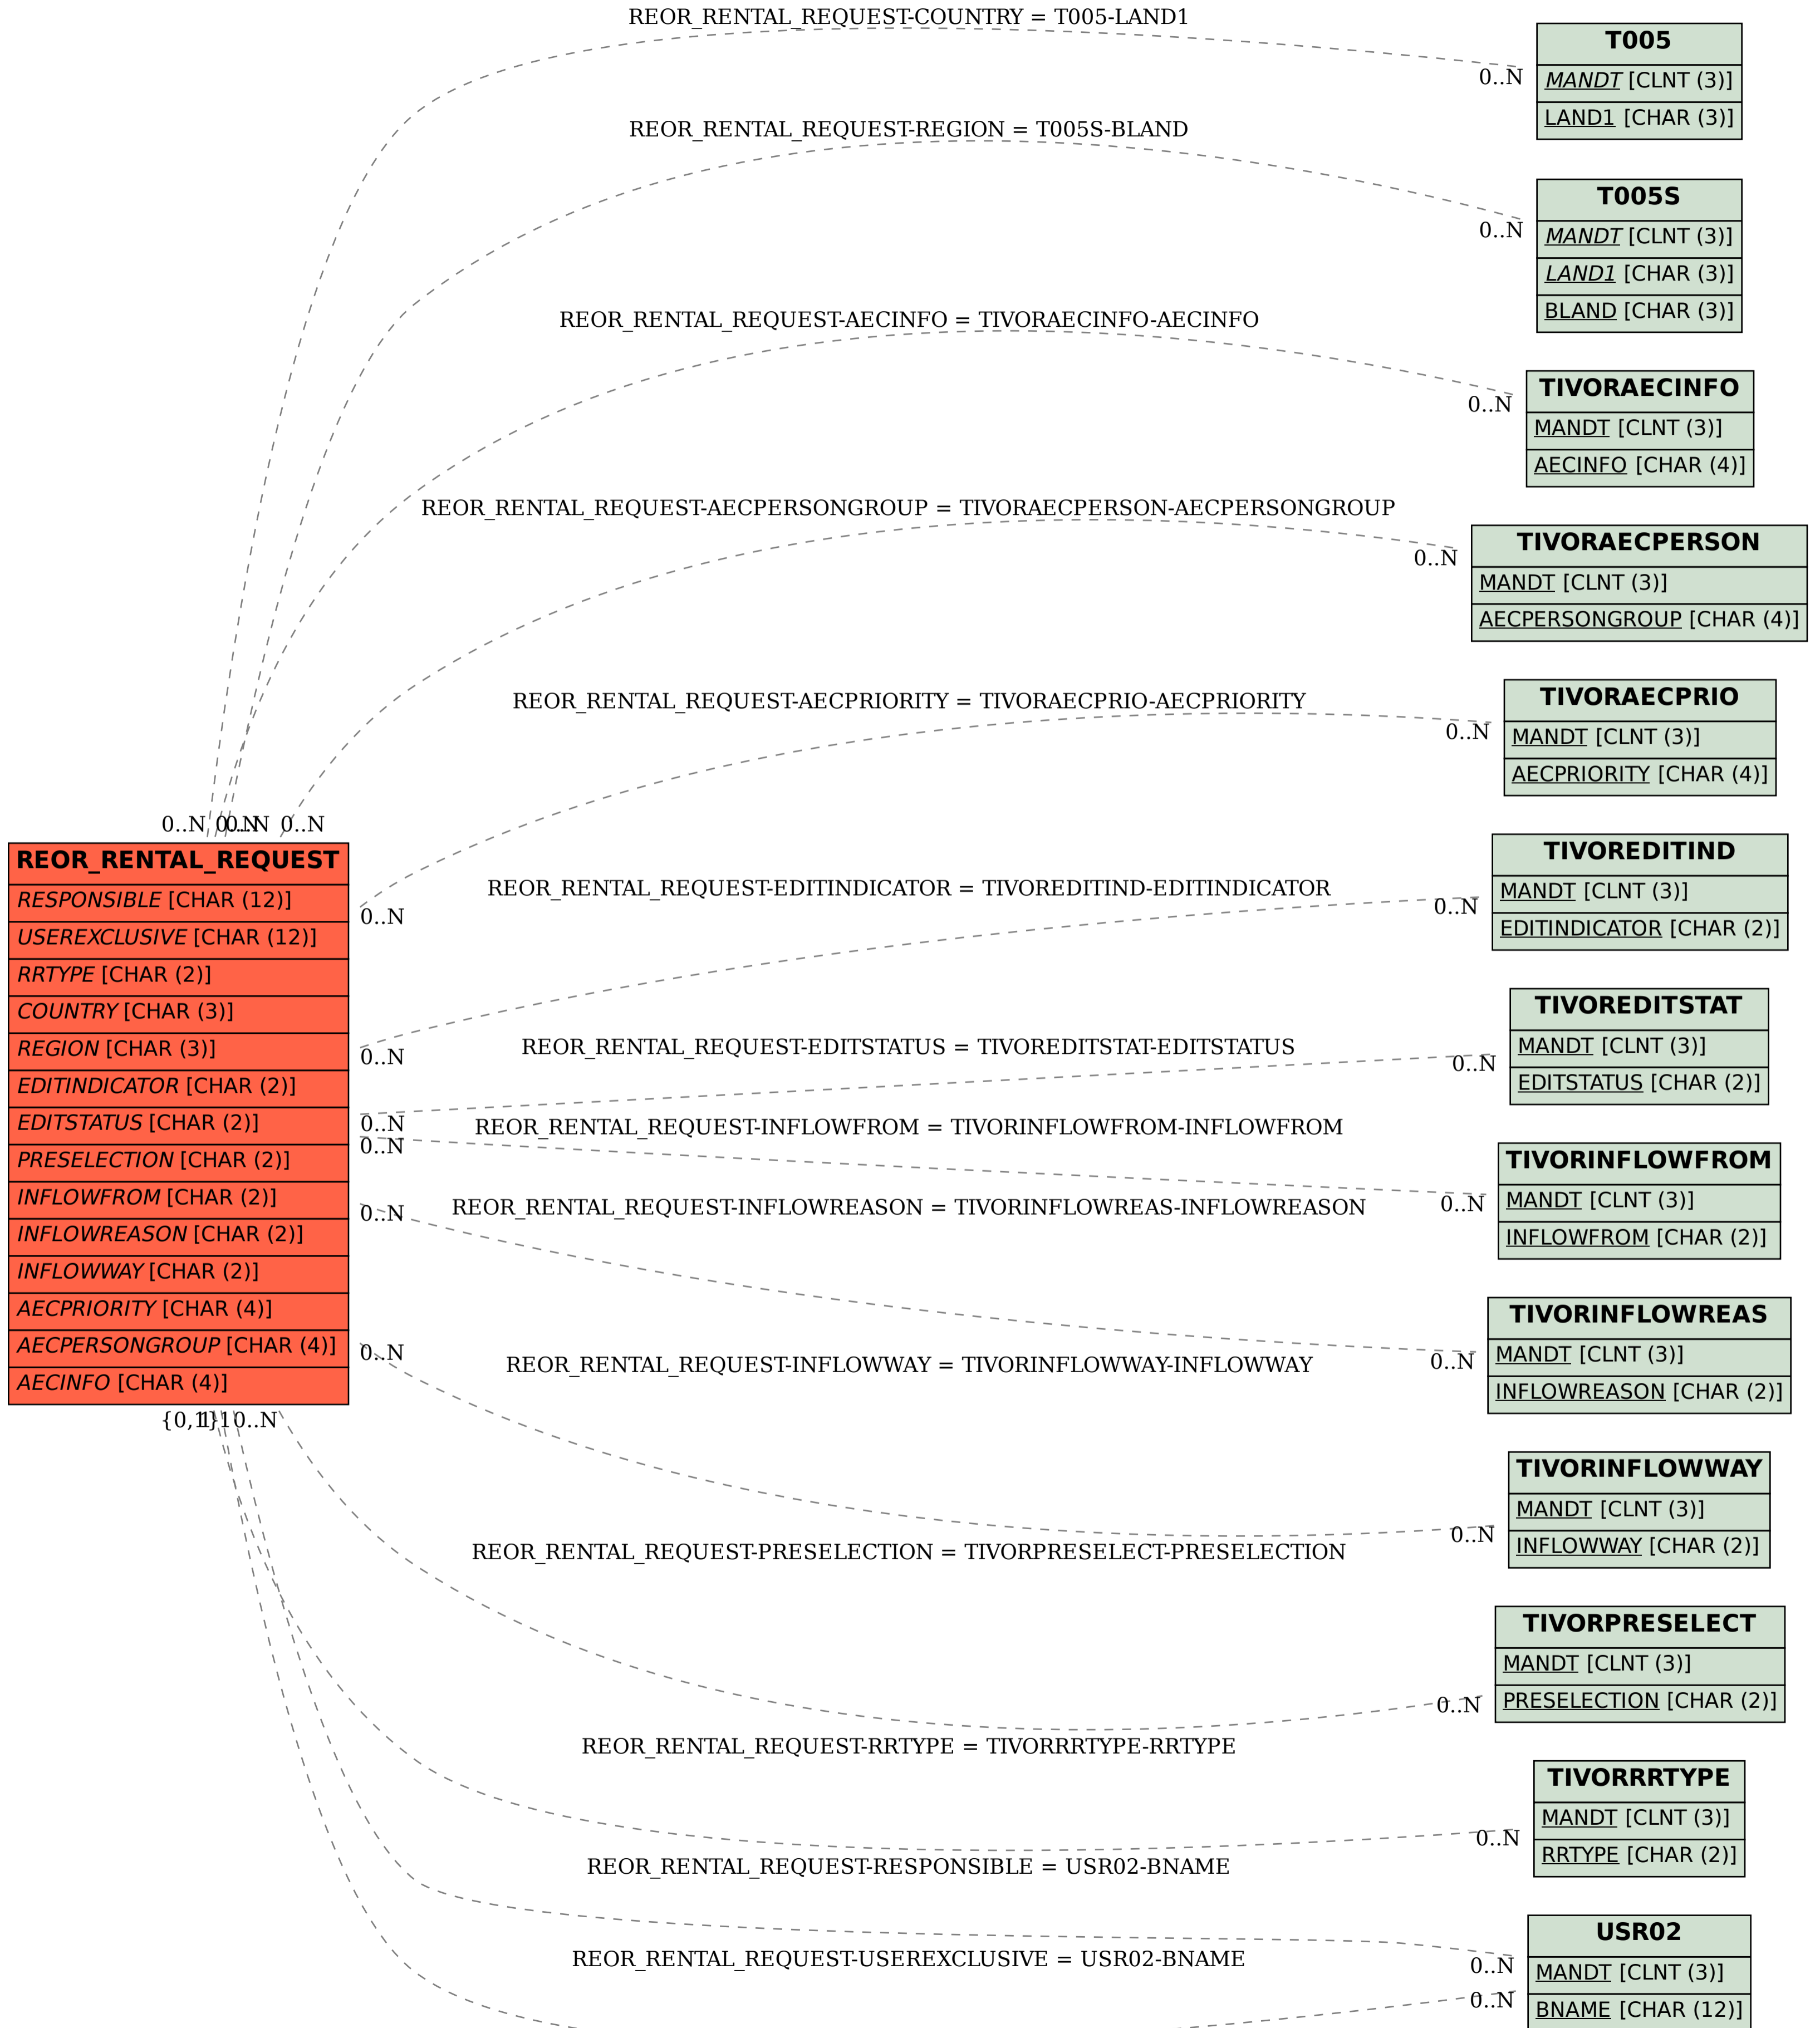 REOR_RENTAL_REQUEST-COUNTRY = T005-LAND1
T005
MANDT [CLNT (3)]
LAND1 [CHAR (3)]
0..N
REOR_RENTAL_REQUEST-REGION = T005S-BLAND
T005S
MANDT [CLNT (3)]
LAND1 [CHAR (3)]
BLAND [CHAR (3)]
0..N
REOR_RENTAL_REQUEST-AECINFO = TIVORAECINFO-AECINFO
TIVORAECINFO
MANDT [CLNT (3)]
AECINFO [CHAR (4)]
0..N
REOR_RENTAL_REQUEST-AECPERSONGROUP = TIVORAECPERSON-AECPERSONGROUP
TIVORAECPERSON
MANDT [CLNT (3)]
AECPERSONGROUP [CHAR (4)]
0..N
REOR_RENTAL_REQUEST-AECPRIORITY = TIVORAECPRIO-AECPRIORITY
TIVORAECPRIO
MANDT [CLNT (3)]
AECPRIORITY [CHAR (4)]
0..N
0..N 0..N 0..N 0..N
REOR_RENTAL_REQUEST
RESPONSIBLE [CHAR (12)]
USEREXCLUSIVE [CHAR (12)]
RRTYPE [CHAR (2)]
COUNTRY [CHAR (3)]
REGION [CHAR (3)]
EDITINDICATOR [CHAR (2)]
EDITSTATUS [CHAR (2)]
PRESELECTION [CHAR (2)]
INFLOWFROM [CHAR (2)]
INFLOWREASON [CHAR (2)]
INFLOWWAY [CHAR (2)]
AECPRIORITY [CHAR (4)]
AECPERSONGROUP [CHAR (4)]
AECINFO [CHAR (4)]
0..N
0..N
0..N
0..N
0..N
0..N
{0,1} 1 0..N
REOR_RENTAL_REQUEST-EDITINDICATOR = TIVOREDITIND-EDITINDICATOR
TIVOREDITIND
MANDT [CLNT (3)]
EDITINDICATOR [CHAR (2)]
0..N
REOR_RENTAL_REQUEST-EDITSTATUS = TIVOREDITSTAT-EDITSTATUS
TIVOREDITSTAT
MANDT [CLNT (3)]
EDITSTATUS [CHAR (2)]
0..N
REOR_RENTAL_REQUEST-INFLOWFROM = TIVORINFLOWFROM-INFLOWFROM
TIVORINFLOWFROM
MANDT [CLNT (3)]
INFLOWFROM [CHAR (2)]
0..N
REOR_RENTAL_REQUEST-INFLOWREASON = TIVORINFLOWREAS-INFLOWREASON
TIVORINFLOWREAS
MANDT [CLNT (3)]
INFLOWREASON [CHAR (2)]
0..N
REOR_RENTAL_REQUEST-INFLOWWAY = TIVORINFLOWWAY-INFLOWWAY
TIVORINFLOWWAY
MANDT [CLNT (3)]
INFLOWWAY [CHAR (2)]
0..N
REOR_RENTAL_REQUEST-PRESELECTION = TIVORPRESELECT-PRESELECTION
TIVORPRESELECT
MANDT [CLNT (3)]
PRESELECTION [CHAR (2)]
0..N
REOR_RENTAL_REQUEST-RRTYPE = TIVORRRTYPE-RRTYPE
TIVORRRTYPE
MANDT [CLNT (3)]
RRTYPE [CHAR (2)]
0..N
REOR_RENTAL_REQUEST-RESPONSIBLE = USR02-BNAME
USR02
MANDT [CLNT (3)]
BNAME [CHAR (12)]
REOR_RENTAL_REQUEST-USEREXCLUSIVE = USR02-BNAME
0..N
0..N